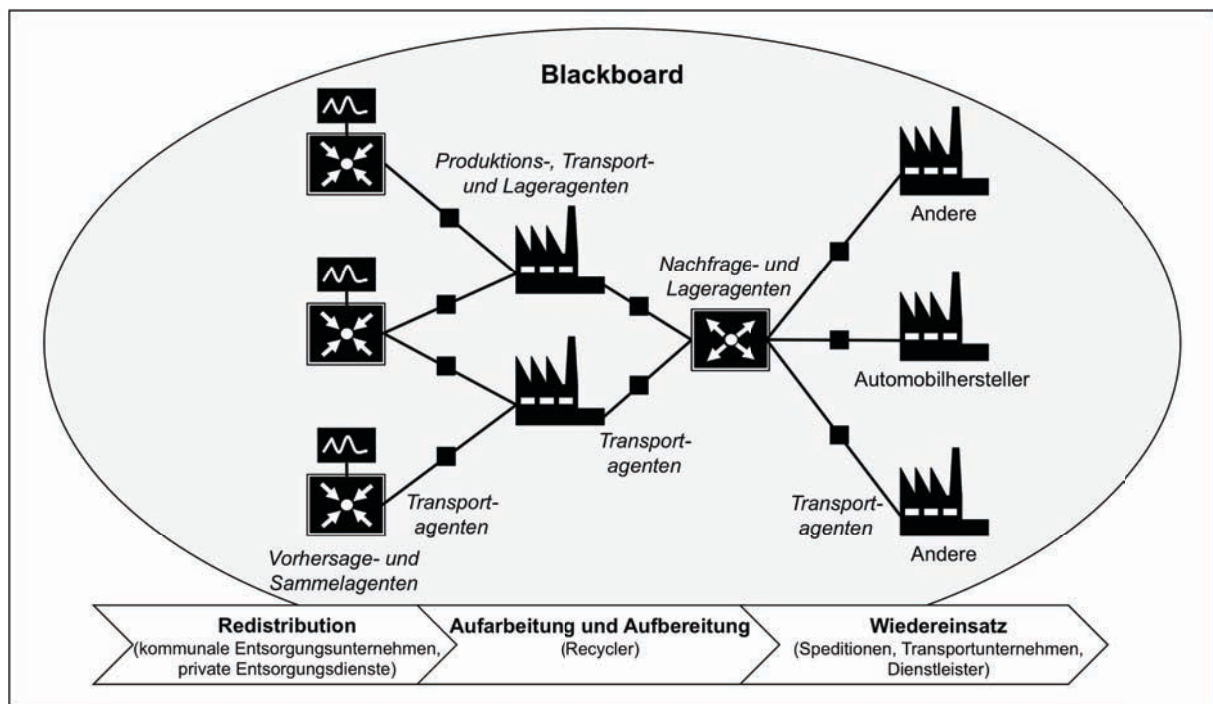 Blackboard
Produktions-, Transport-
und Lageragenten
Andere
Nachfrage- und
Lageragenten
Automobilhersteller
Transport-
agenten
Transport-
agenten
Transport-
agenten
Andere
Vorhersage- und
Sammelagenten
Redistribution
(kommunale Entsorgungsunternehmen,
private Entsorgungsdienste)
Aufarbeitung und Aufbereitung
(Recycler)
Wiedereinsatz
(Speditionen, Transportunternehmen,
Dienstleister)